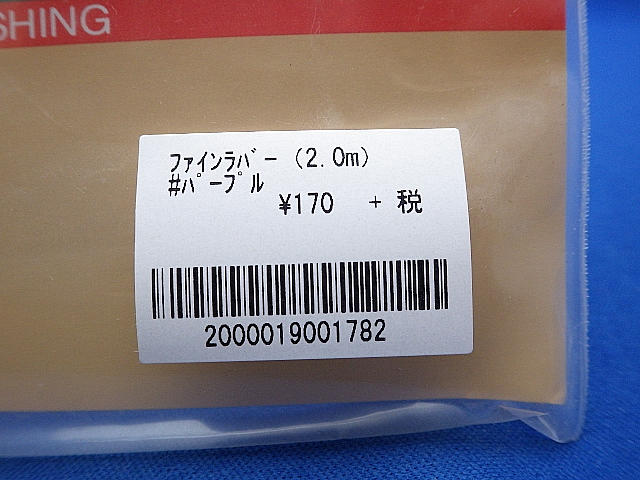 SHING
ﾌｧｲﾝﾗﾊﾞｰ (2.0m)
#ﾊﾟｰﾌﾟﾙ
¥170 + 税
2000019001782